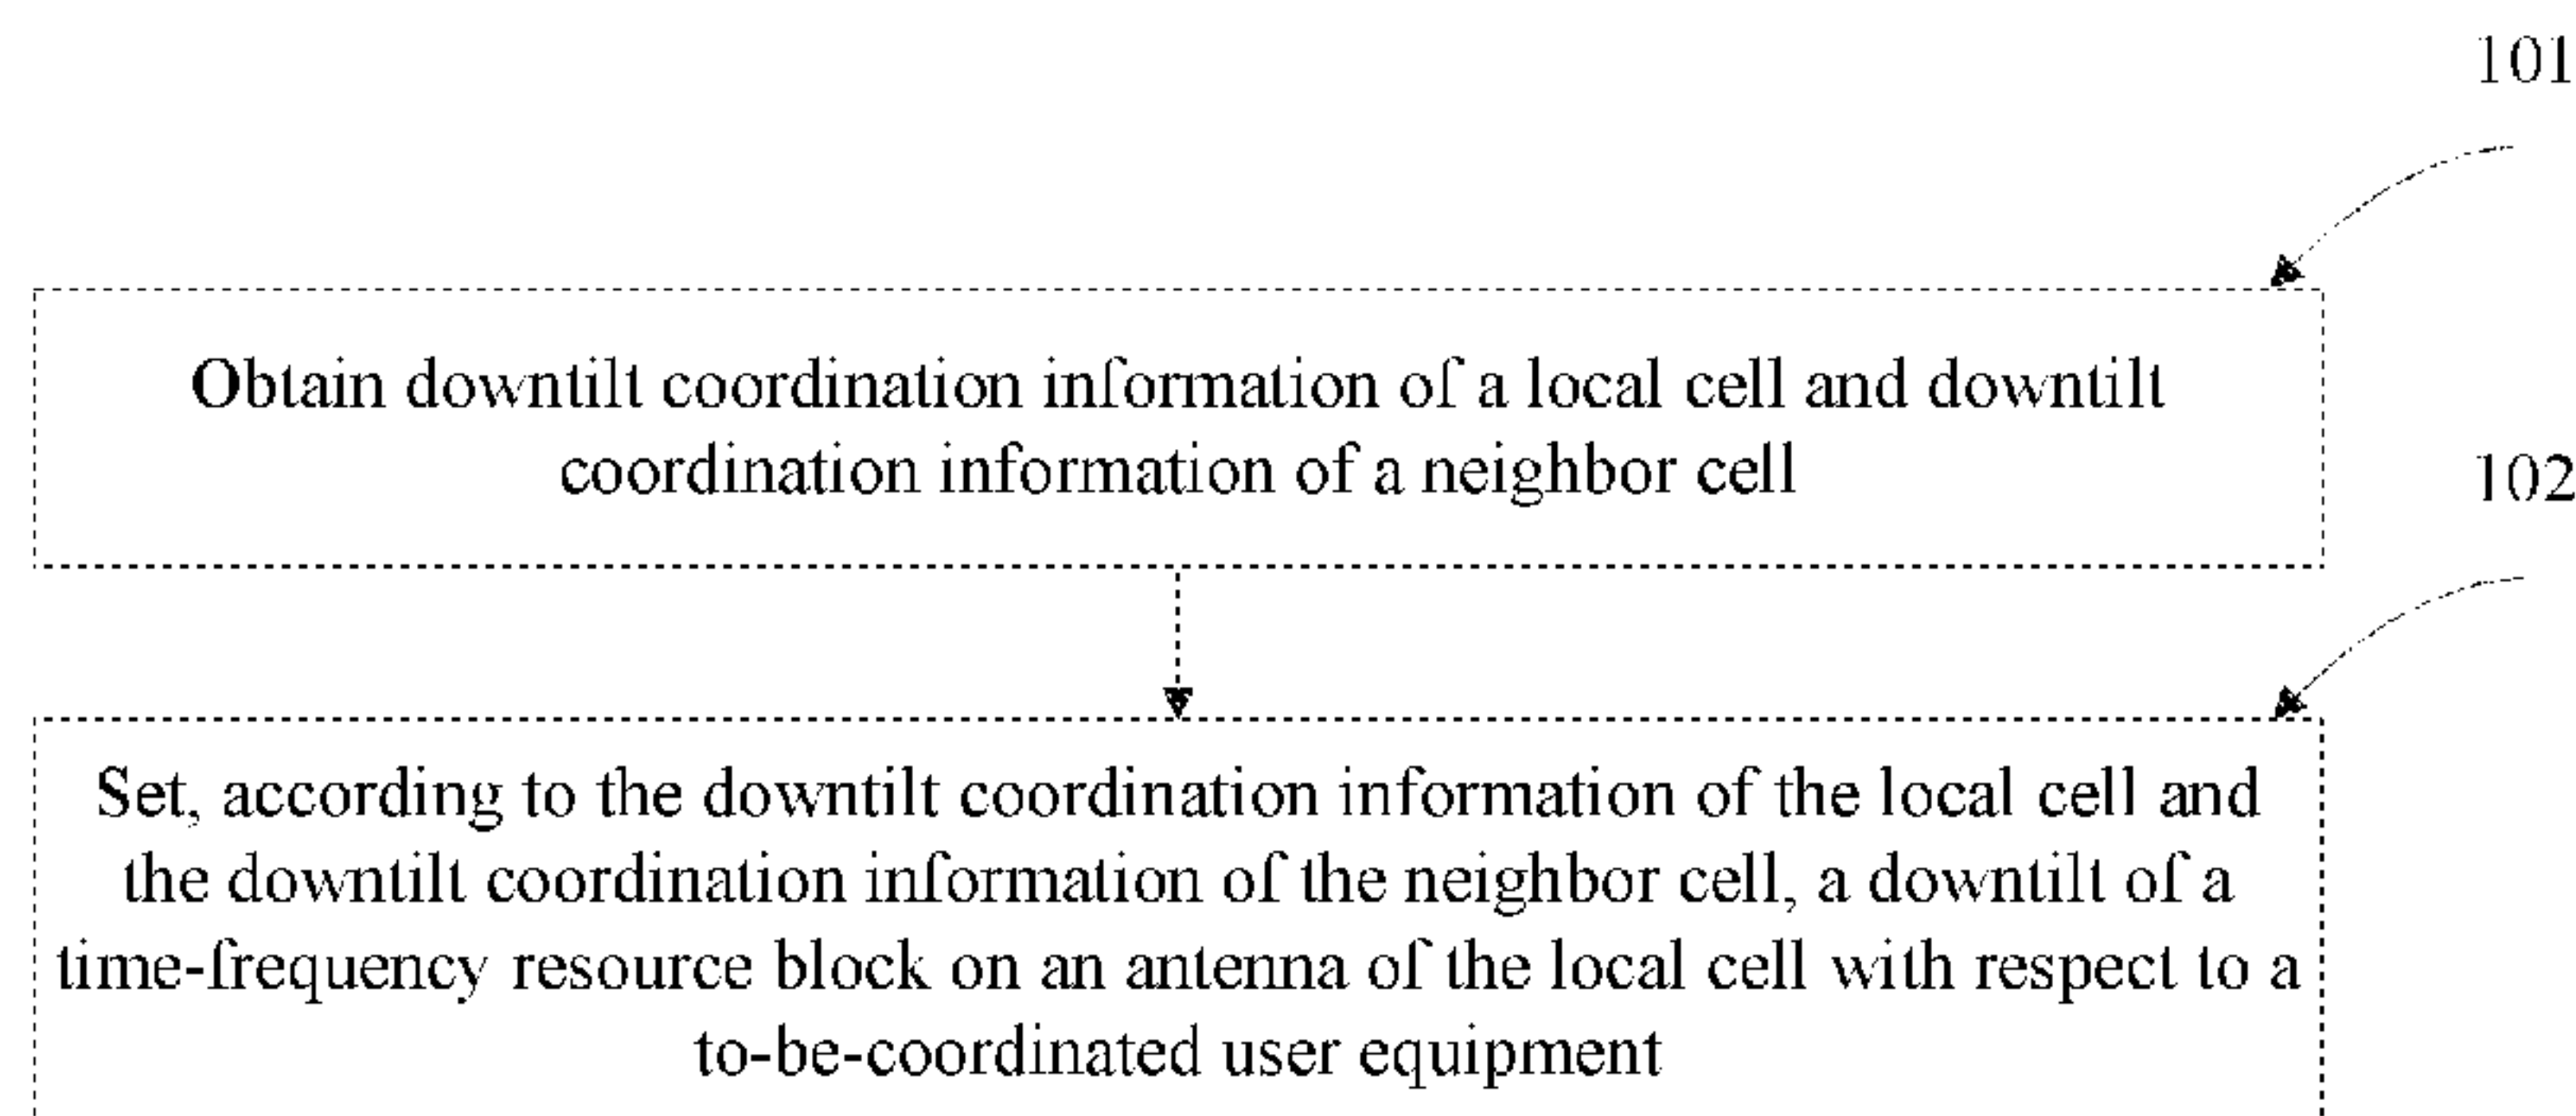 101
Obtain downtilt coordination information of a local cell and downtilt
coordination information of a neighbor cell
102
Set, according to the downtilt coordination information of the local cell and
the downtilt coordination information of the neighbor cell, a downtilt of a
time-frequency resource block on an antenna of the local cell with respect to a
to-be-coordinated user equipment